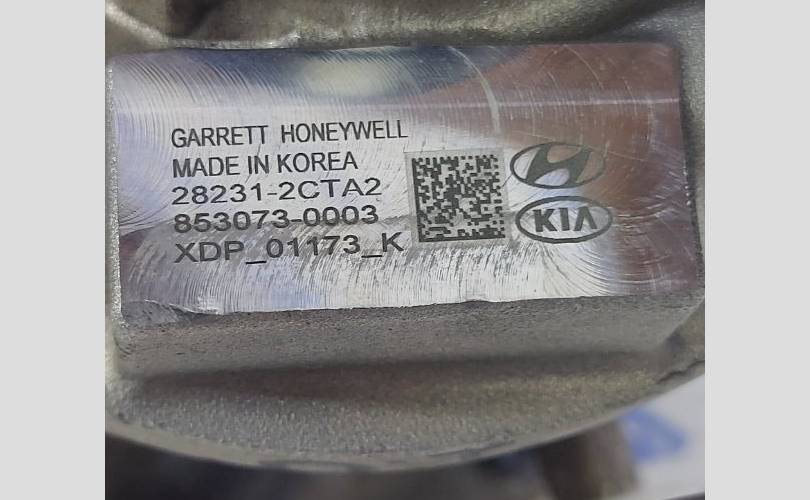 GARRETT HONEYWELL
MADE IN KOREA
28231-2CTA2
853073-0003
XDP_01173_K
KIA